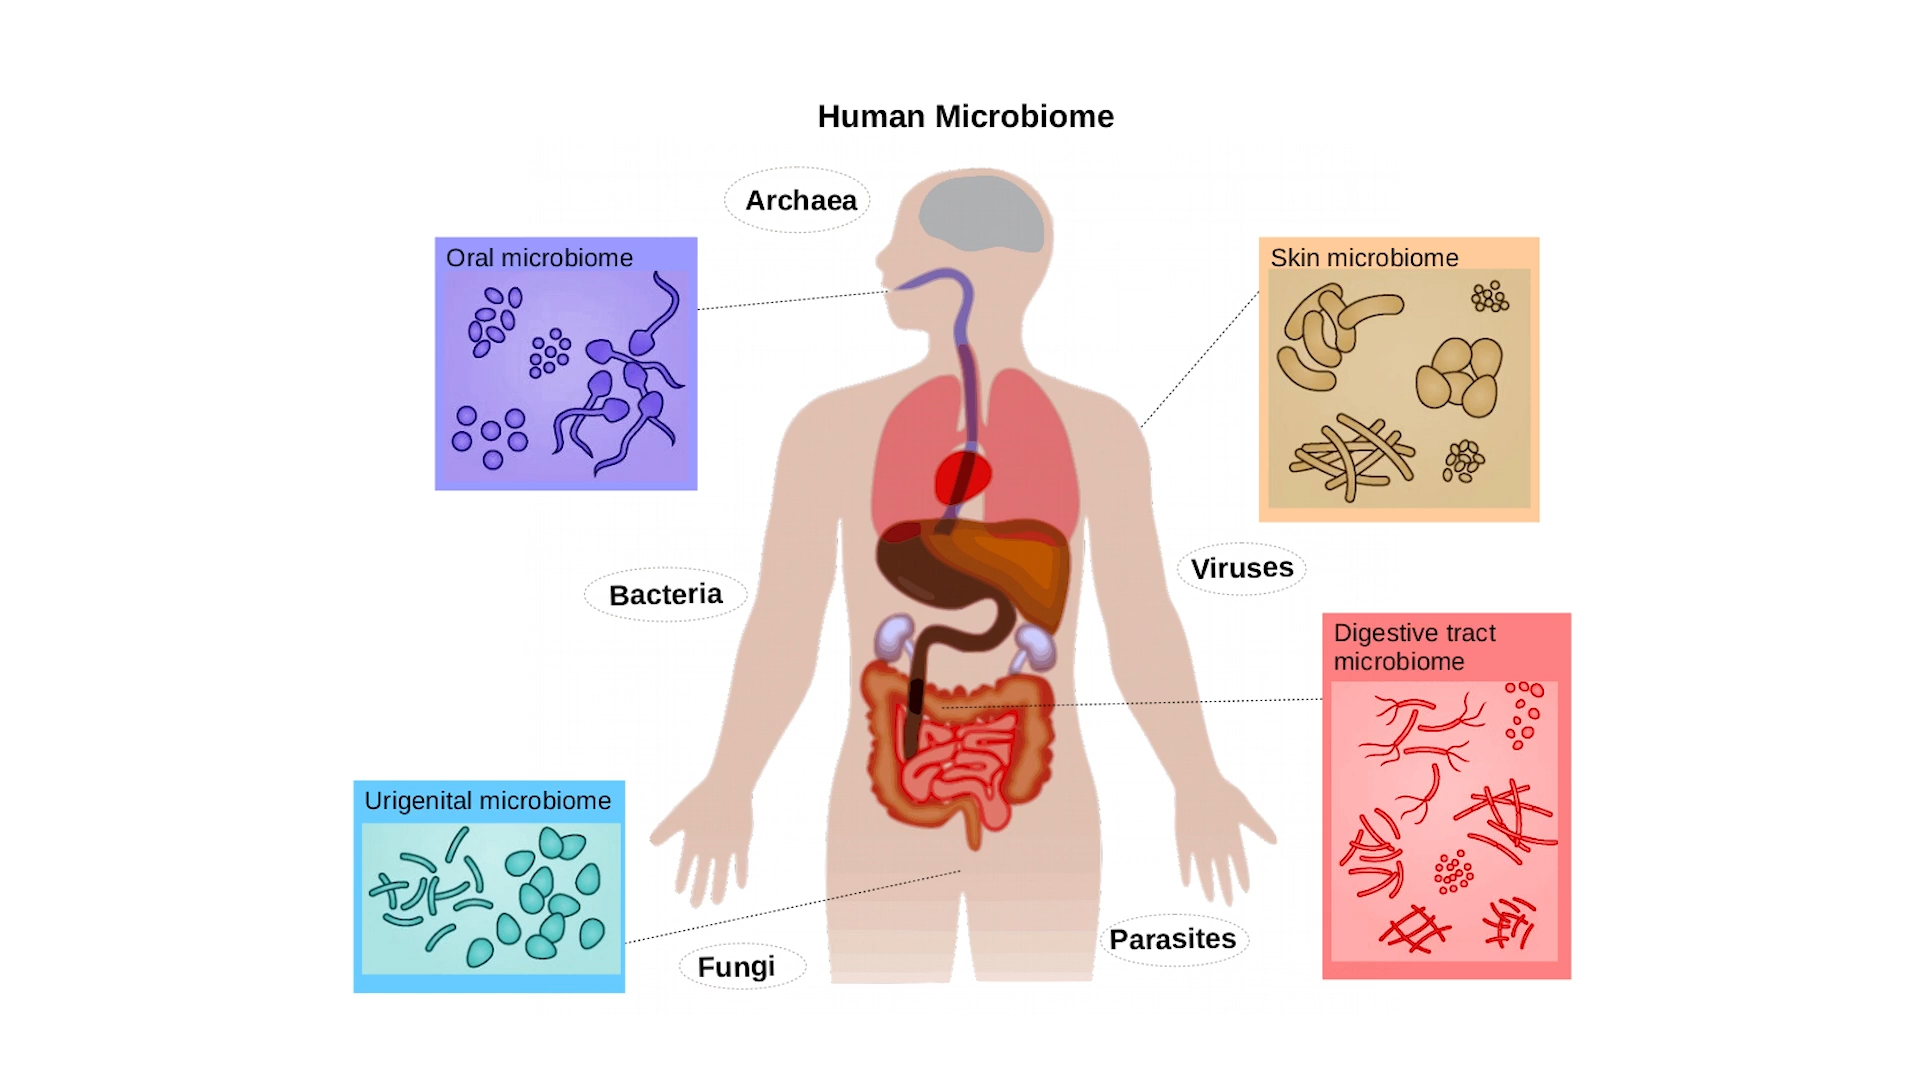 Human Microbiome
Archaea
Oral microbiome
Skin microbiome
Bacteria
Viruses
Digestive tract
microbiome
Urigenital microbiome
Fungi
Parasites